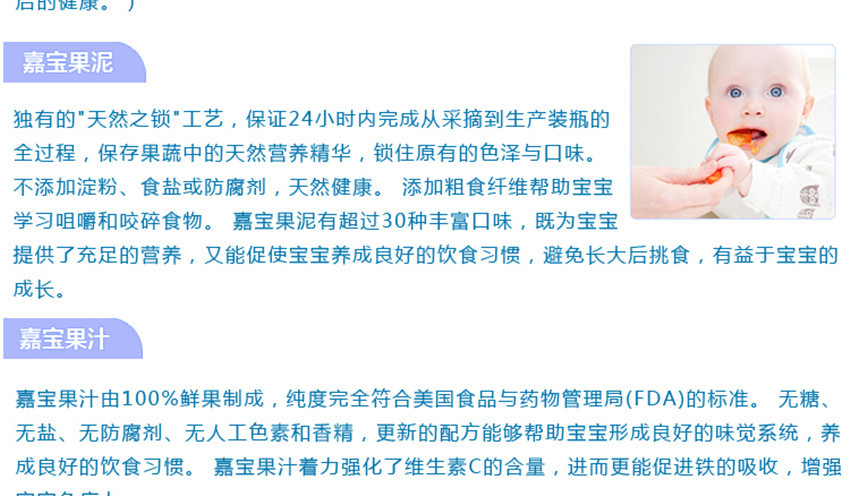 后的健康。)
嘉宝果泥
独有的"天然之锁"工艺，保证24小时内完成从采摘到生产装瓶的
全过程，保存果蔬中的天然营养精华，锁住原有的色泽与口味。
不添加淀粉、食盐或防腐剂，天然健康。 添加粗食纤维帮助宝宝
学习咀嚼和咬碎食物。 嘉宝果泥有超过30种丰富口味，既为宝宝
提供了充足的营养，又能促使宝宝养成良好的饮食习惯，避免长大后挑食，有益于宝宝的
成长。
嘉宝果汁
嘉宝果汁由100%鲜果制成，纯度完全符合美国食品与药物管理局(FDA)的标准。 无糖、
无盐、无防腐剂、无人工色素和香精，更新的配方能够帮助宝宝形成良好的味觉系统，养
成良好的饮食习惯。 嘉宝果汁着力强化了维生素C的含量，进而更能促进铁的吸收，增强